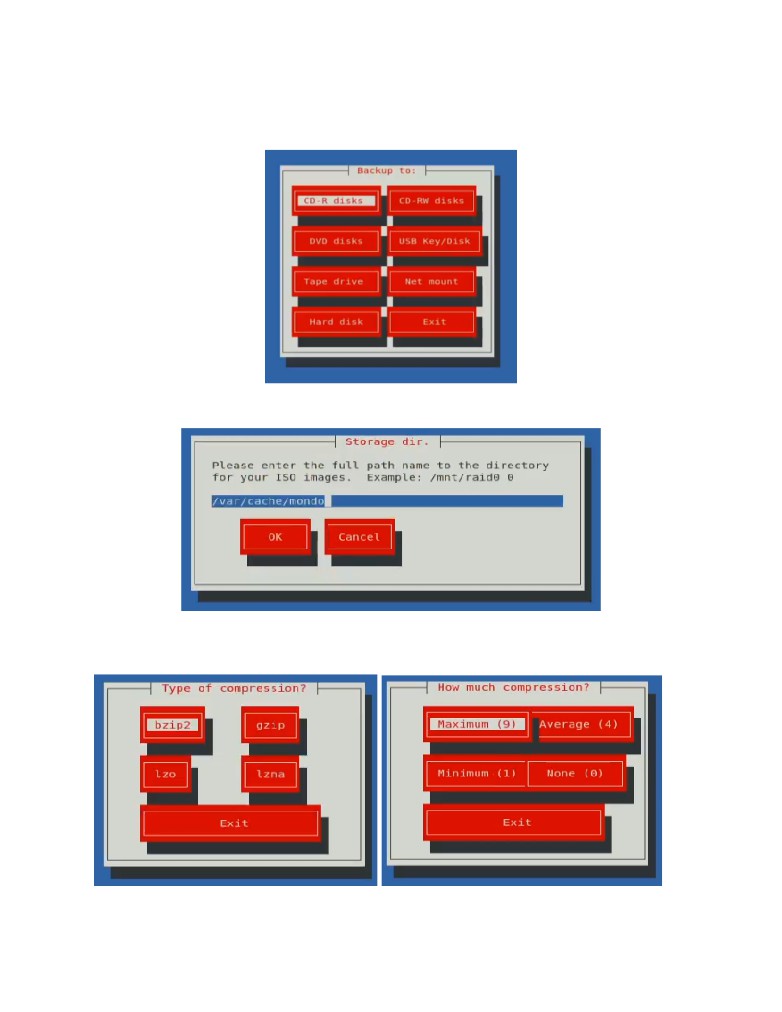 Backup to:
CD-R disks CD-RW disks
DVD disks USB Key/Disk
Tape drive Net mount
Hard disk Exit
Storage dir.
Please enter the full path name to the directory
for your ISO images. Example: /mnt/raid0_0
/var/cache/mondo
OK Cancel
Type of compression?
bzip2 gzip
lzo lzma
Exit
How much compression?
Maximum (9) Average (4)
Minimum (1) None (0)
Exit